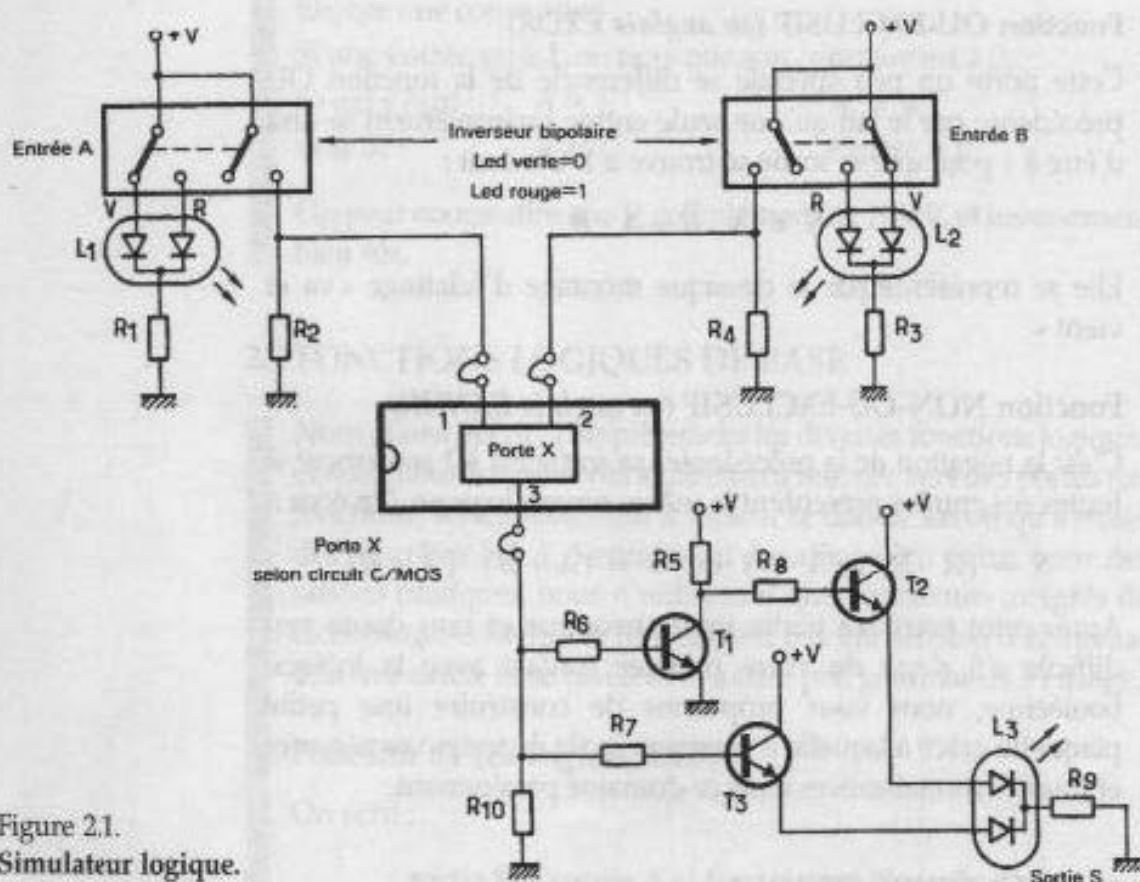 +V
+V
Entrée A
Inverseur bipolaire
Led verte=0
Led rouge=1
Entrée B
V
R
R
V
L1
L2
R1
R2
R4
R3
1
2
Porte X
3
Porte X
selon circuit C/MOS
+V
+V
R5
R8
T2
R6
T1
+V
R7
T3
L3
R9
R10
Figure 2.1.
Simulateur logique.
Sortie S